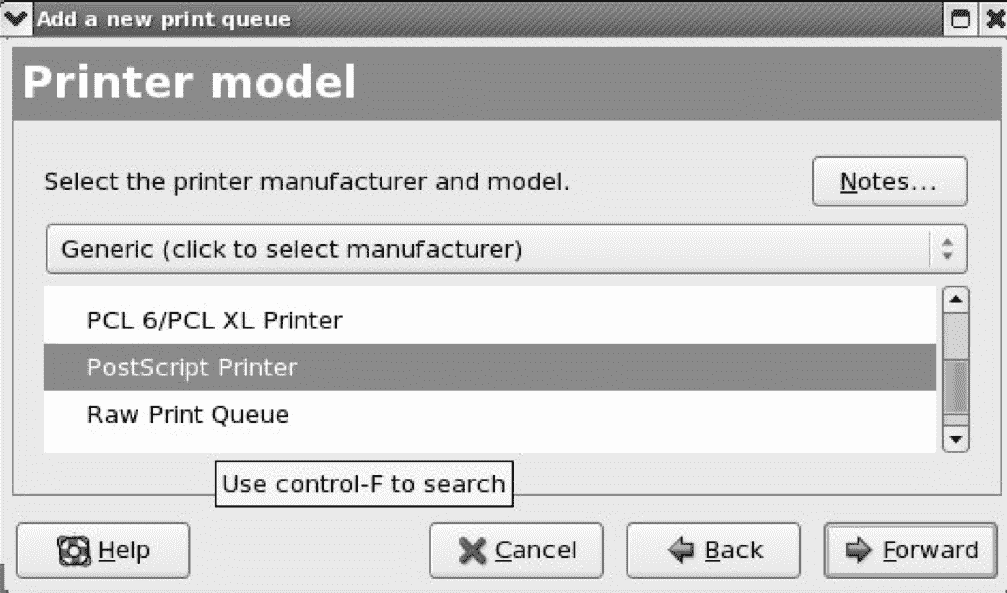 Add a new print queue
Printer model
Select the printer manufacturer and model.
Notes...
Generic (click to select manufacturer)
PCL 6/PCL XL Printer
PostScript Printer
Raw Print Queue
Use control-F to search
Help
Cancel
Back
Forward